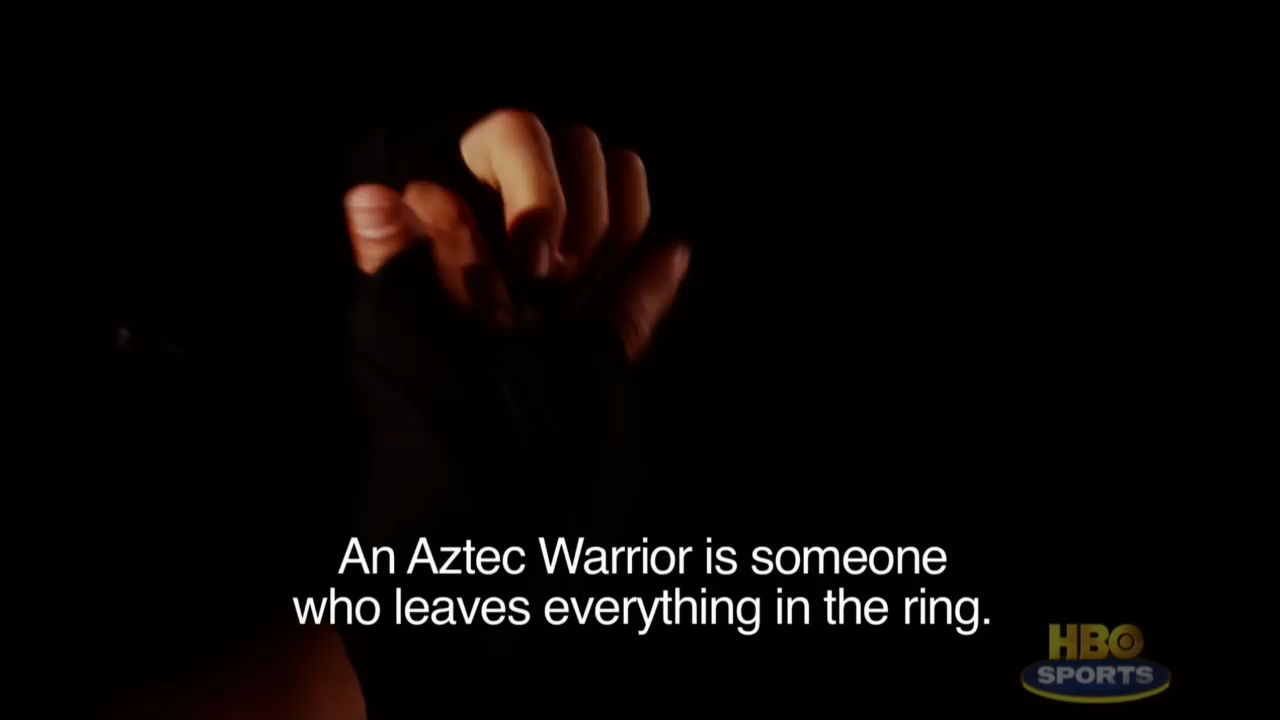 An Aztec Warrior is someone
who leaves everything in the ring.
HBO
SPORTS